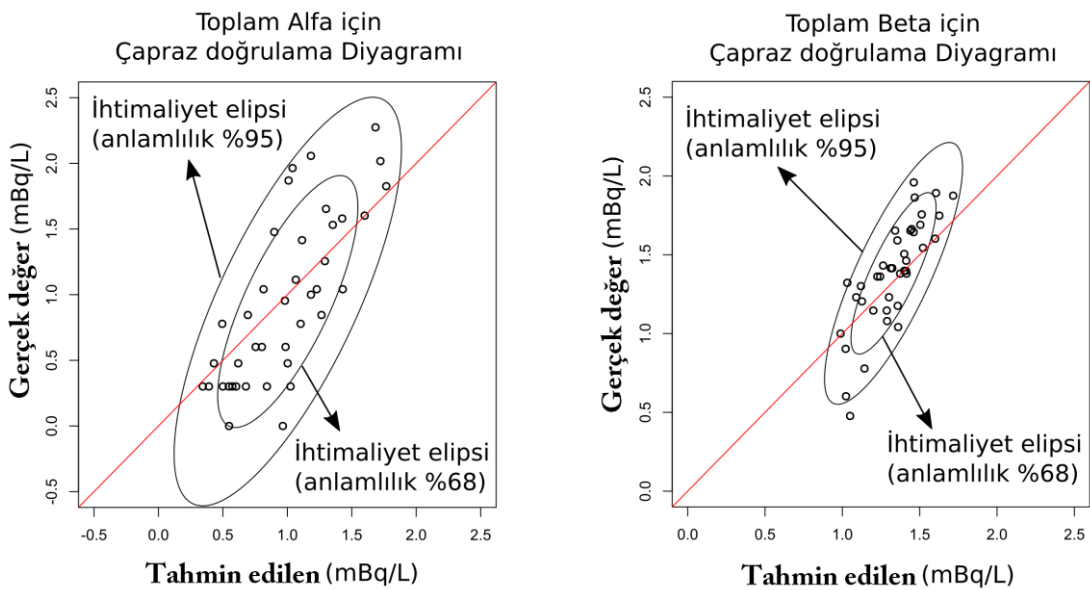 Toplam Alfa için
Çapraz doğrulama Diyagramı
İhtimaliyet elipsi
(anlamlılık %95)
İhtimaliyet elipsi
(anlamlılık %68)
Gerçek değer (mBq/L)
2.5
2.0
1.5
1.0
0.5
0.0
-0.5
-0.5 0.0 0.5 1.0 1.5 2.0 2.5
Tahmin edilen (mBq/L)
Toplam Beta için
Çapraz doğrulama Diyagramı
İhtimaliyet elipsi
(anlamlılık %95)
İhtimaliyet elipsi
(anlamlılık %68)
Gerçek değer (mBq/L)
2.5
2.0
1.5
1.0
0.5
0.0
0.0 0.5 1.0 1.5 2.0 2.5
Tahmin edilen (mBq/L)